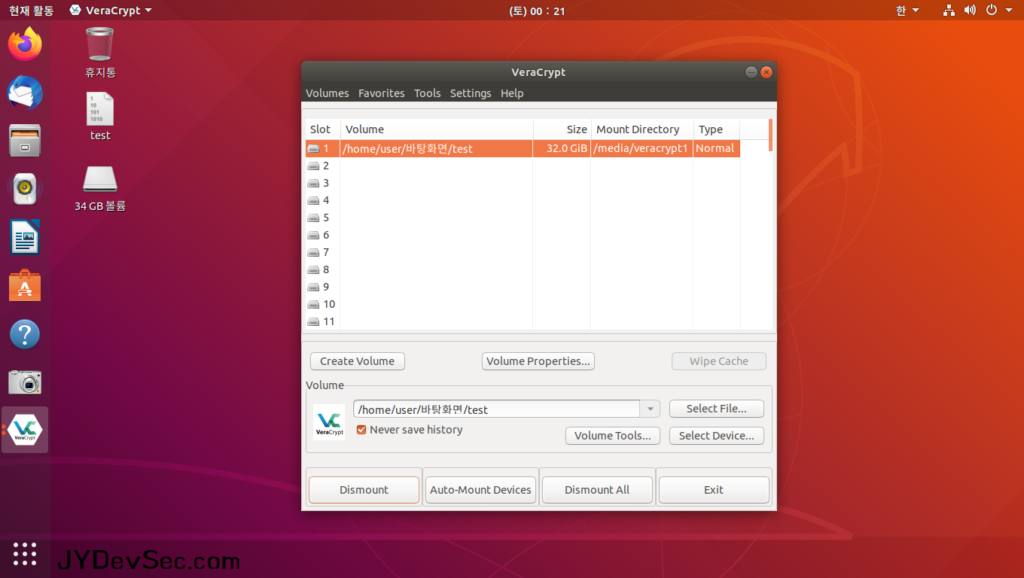 현재 활동 VeraCrypt (토) 00 : 21 한
휴지통
1
10
101
1010
test
34 GB 볼륨
VeraCrypt
Volumes Favorites Tools Settings Help
Slot Volume Size Mount Directory Type
1 /home/user/바탕화면/test 32.0 GiB /media/veracrypt1 Normal
2
3
4
5
6
7
8
9
10
11
Create Volume Volume Properties... Wipe Cache
Volume
VeraCrypt
/home/user/바탕화면/test Select File...
Never save history
Volume Tools... Select Device...
Dismount Auto-Mount Devices Dismount All Exit
VeraCrypt
JYDevSec.com